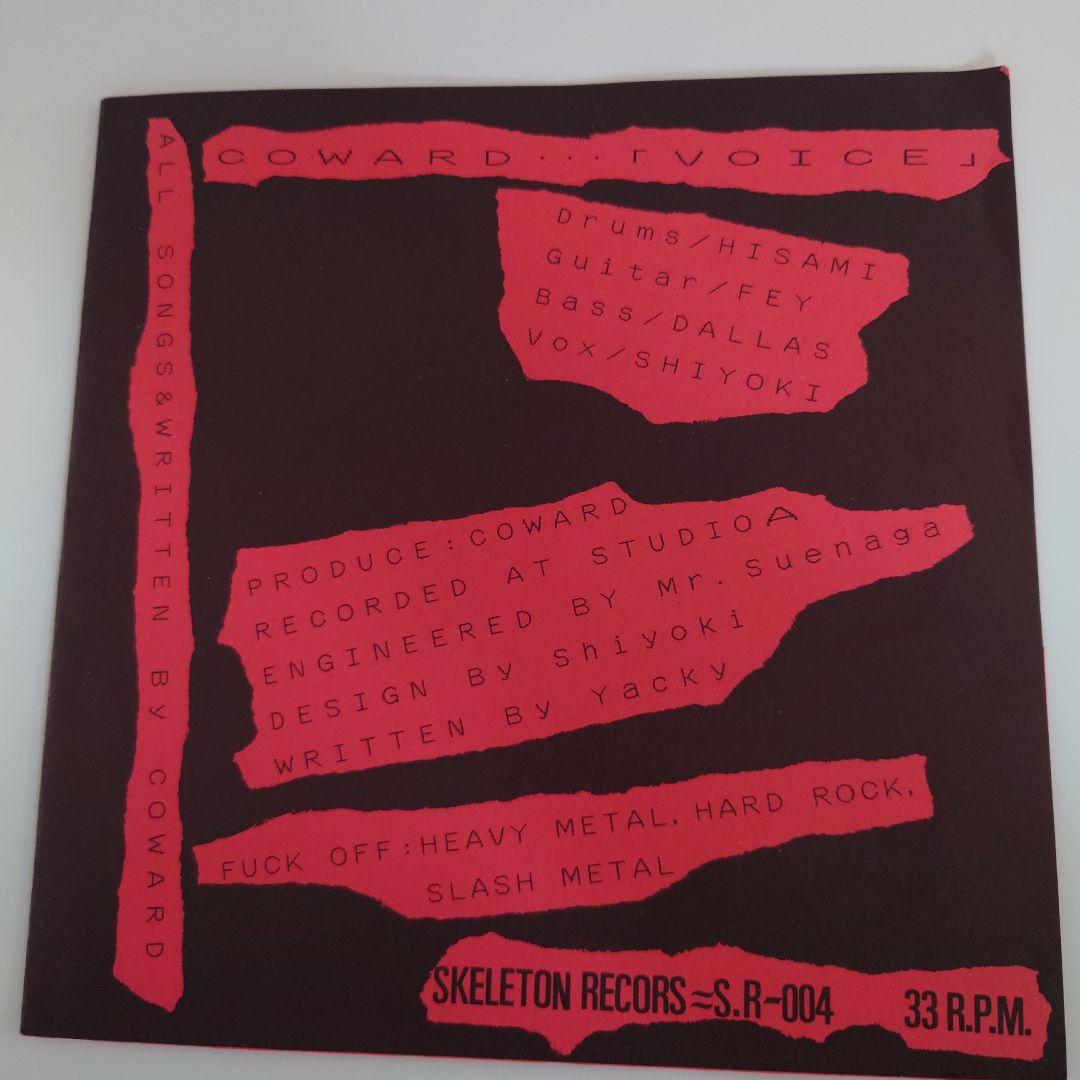 ALL SONGS&WRITTEN By COWARD
COWARD･･･「VOICE」
Drums/HISAMI
Guitar/FEY
Bass/DALLAS
Vox/SHIYOKI
PRODUCE:COWARD
RECORDED AT STUDIOA
ENGINEERED BY Mr.Suenaga
DESIGN By Shiyoki
WRITTEN By Yacky
FUCK OFF:HEAVY METAL,HARD ROCK,
SLASH METAL
SKELETON RECORS≈S.R-004 33 R.P.M.